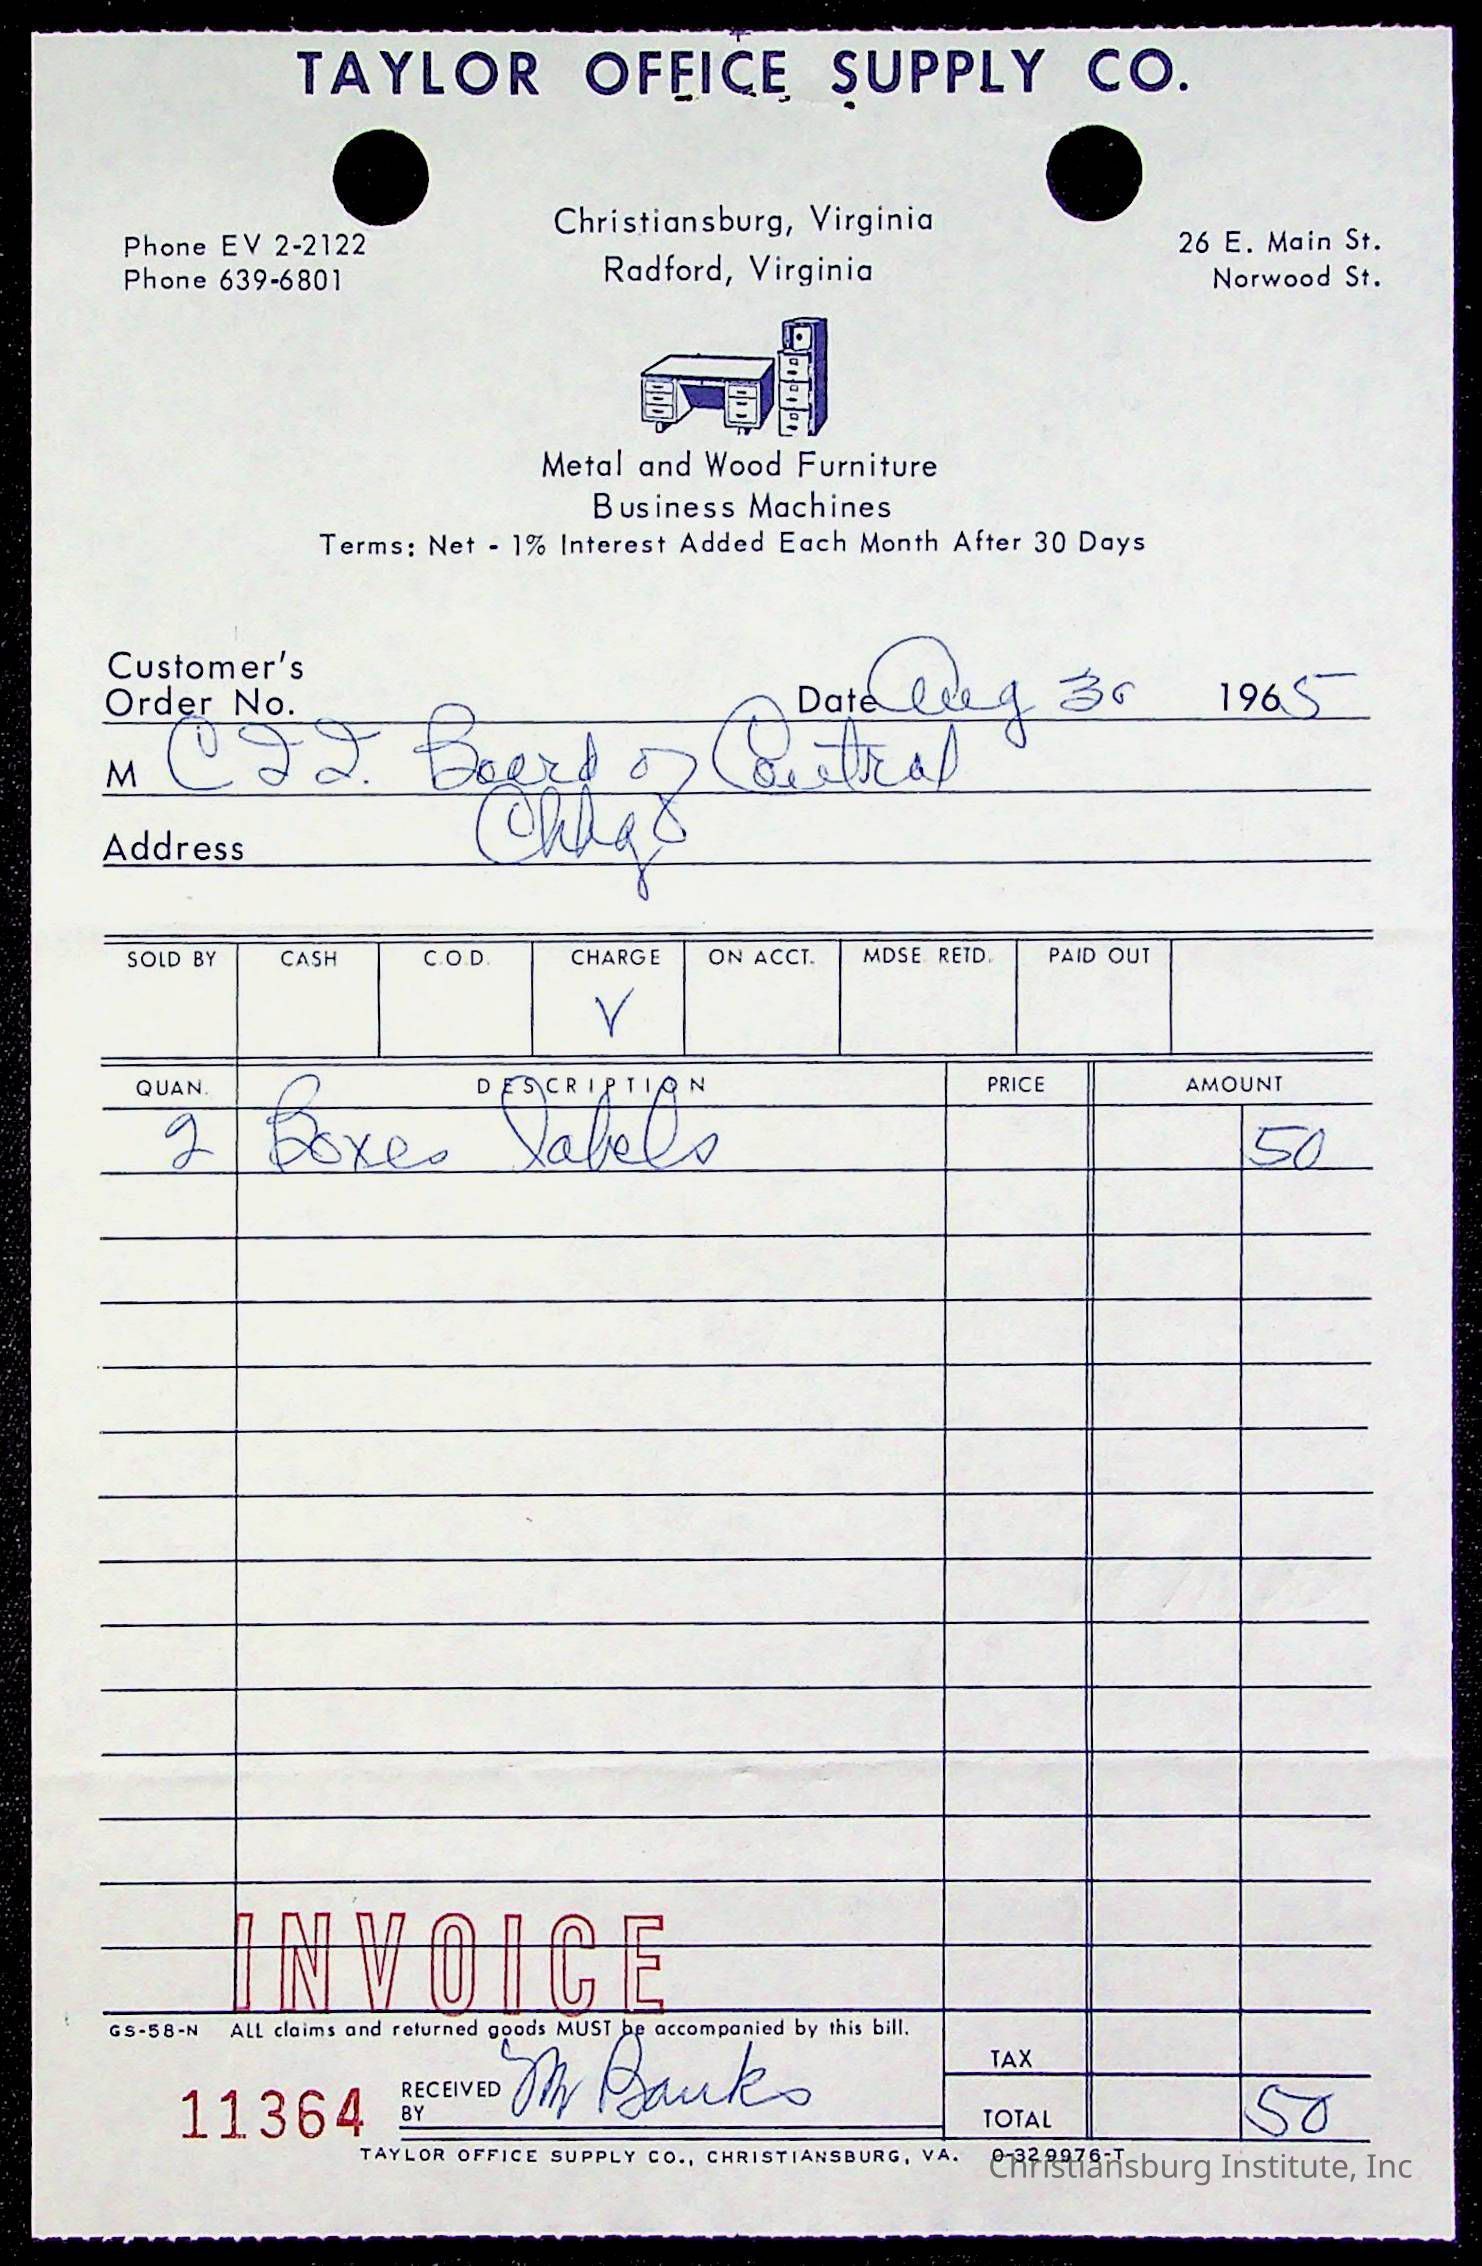 TAYLOR OFFICE SUPPLY CO.
Christiansburg, Virginia
Radford, Virginia
Phone EV 2-2122
Phone 639-6801
26 E. Main St.
Norwood St.
Metal and Wood Furniture
Business Machines
Terms: Net - 1% Interest Added Each Month After 30 Days
Customer's
Order No.
Date Aug 30 1965
M C I I. Board of Control
Address
SOLD BY CASH C.O.D. CHARGE ON ACCT. MDSE. RETD. PAID OUT
V
QUAN. DESCRIPTION PRICE AMOUNT
2 Boxes labels 50
INVOICE
GS-58-N ALL claims and returned goods MUST be accompanied by this bill.
TAX
11364 RECEIVED BY Mr Banks
TOTAL 50
TAYLOR OFFICE SUPPLY CO., CHRISTIANSBURG, VA. 0-329976-T
Christiansburg Institute, Inc